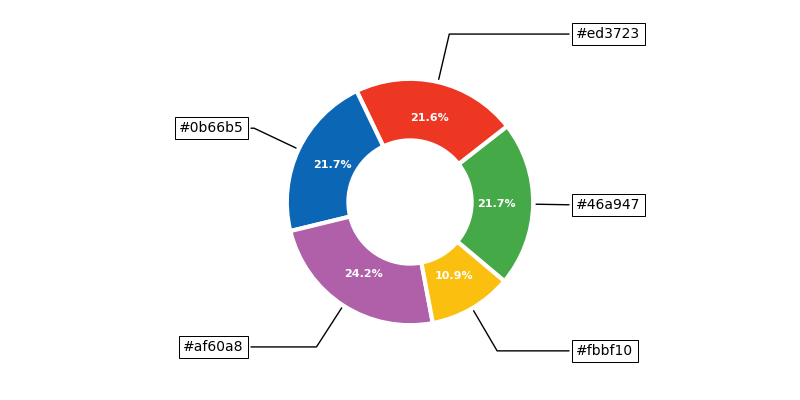 #ed3723
21.6%
#0b66b5
21.7%
21.7%
#46a947
24.2%
10.9%
#af60a8
#fbbf10